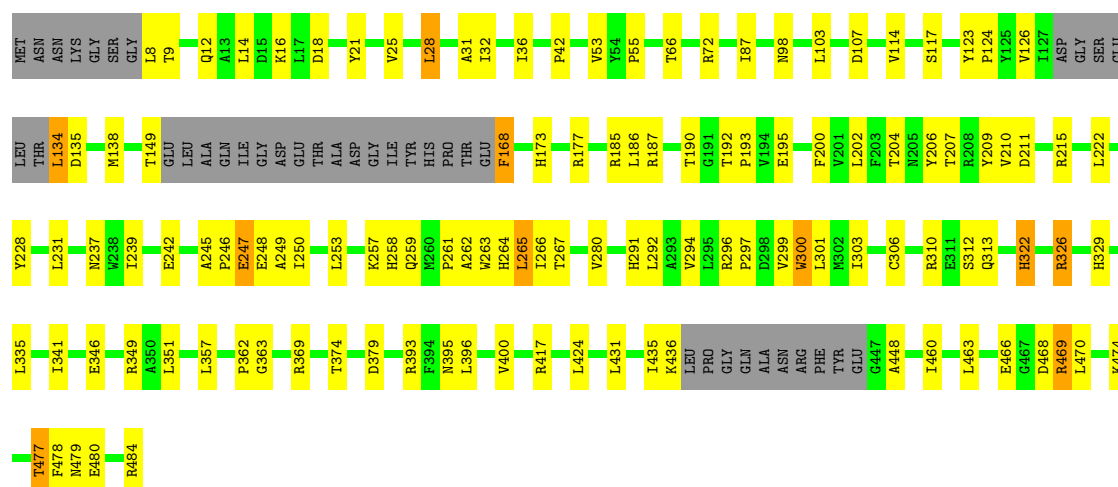 MET ASN ASN LYS GLY SER GLY L8 T9 Q12 A13 L14 D15 K16 L17 D18 Y21 V25 L28 A31 I32 I36 P42 V53 Y54 P55 T66 R72 I87 N98 L103 D107 V114 S117 Y123 P124 Y125 V126 I127 ASP GLY SER GLU
LEU THR L134 D135 M138 T149 GLU LEU ALA GLN ILE GLY ASP GLU THR ALA ASP GLY ILE TYR HIS PRO THR GLU F168 H173 R177 R185 L186 R187 T190 G191 T192 P193 V194 E195 F200 V201 L202 F203 T204 N205 Y206 T207 R208 Y209 V210 D211 R215 L222
Y228 L231 N237 W238 I239 E242 A245 P246 E247 E248 A249 I250 L253 K257 H258 Q259 M260 P261 A262 W263 H264 L265 I266 T267 V280 H291 L292 A293 V294 L295 R296 P297 D298 V299 W300 L301 M302 I303 C306 R310 E311 S312 Q313 H322 R326 H329
L335 I341 E346 R349 A350 L351 L357 P362 G363 R369 T374 D379 R393 F394 N395 L396 V400 R417 L424 L431 I435 K436 LEU PRO GLY GLN ALA ASN ARG PHE TYR GLU G447 A448 I460 L463 E466 G467 D468 R469 L470 K474
T477 F478 N479 E480 R484